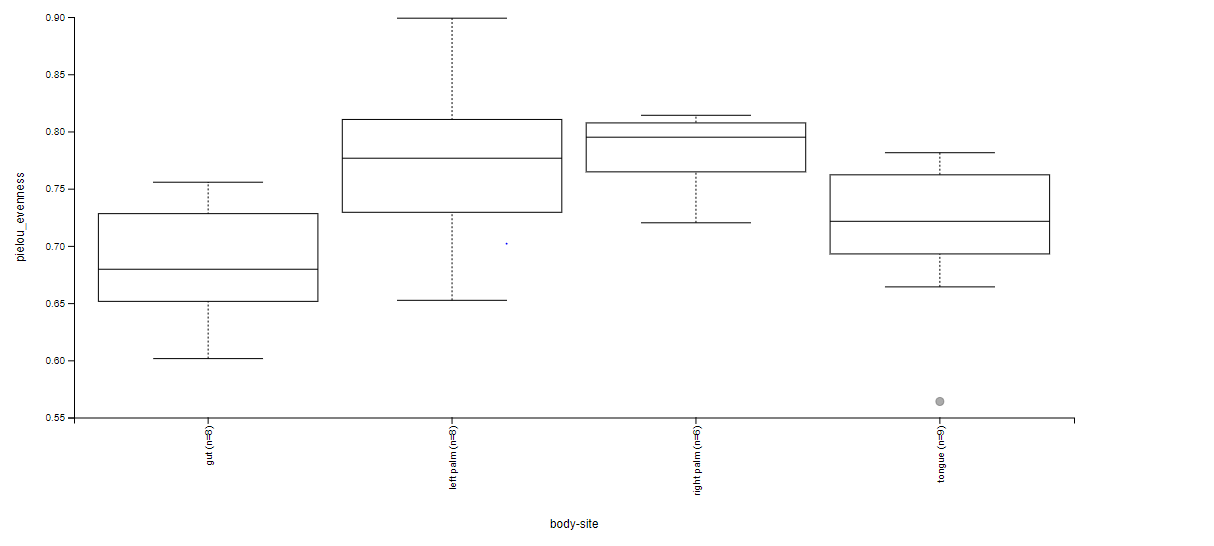 0.90
0.85
0.80
0.75
0.70
0.65
0.60
0.55
pielou_evenness
gut (n=8)
left palm (n=8)
right palm (n=6)
tongue (n=9)
body-site